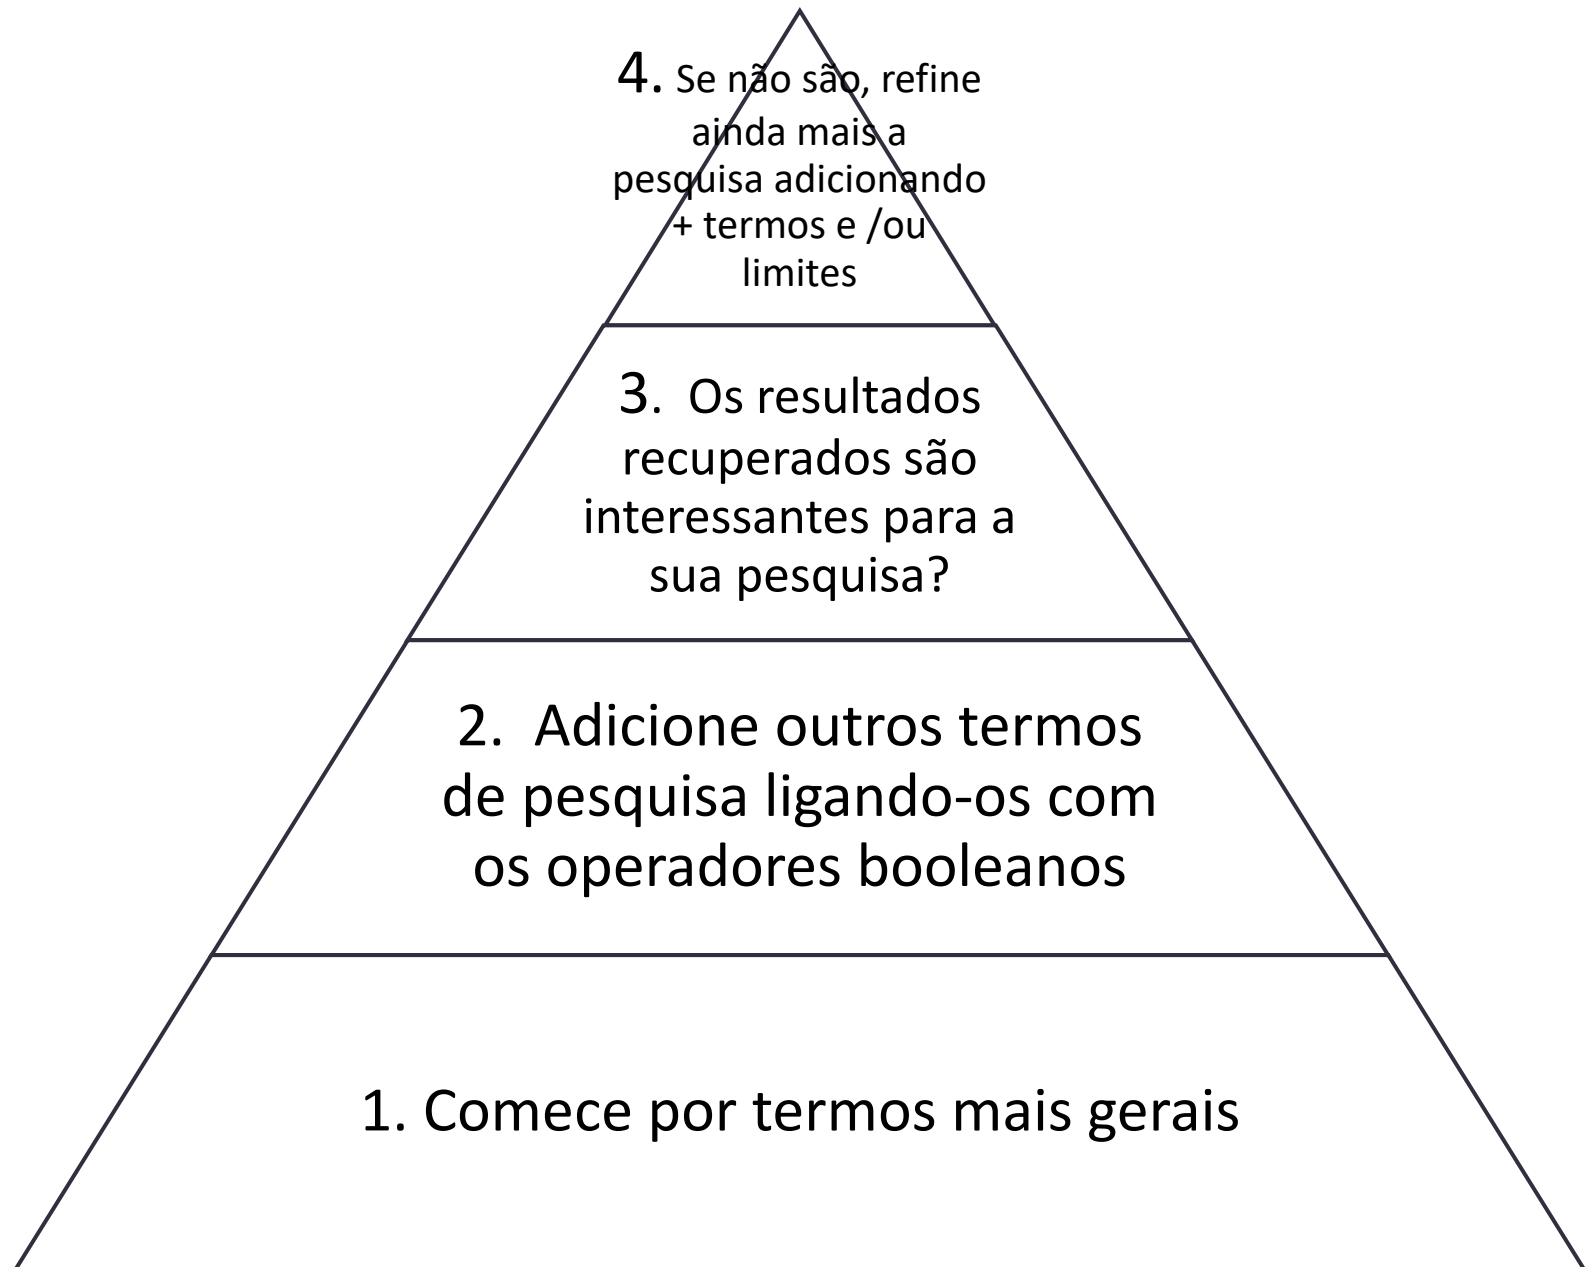 4. Se não são, refine
ainda mais a
pesquisa adicionando
+ termos e /ou
limites
3. Os resultados
recuperados são
interessantes para a
sua pesquisa?
2. Adicione outros termos
de pesquisa ligando-os com
os operadores booleanos
1. Comece por termos mais gerais